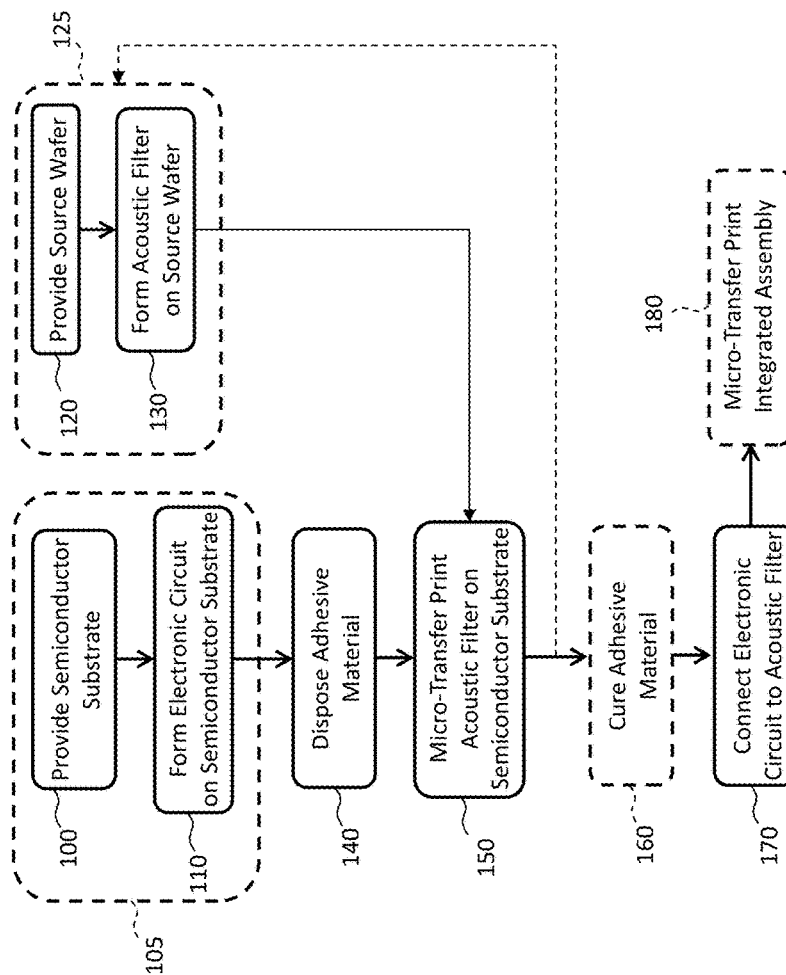 125
Provide Source Wafer
120
Form Acoustic Filter
on Source Wafer
130
Provide Semiconductor
Substrate
100
Form Electronic Circuit
on Semiconductor Substrate
110
105
Dispose Adhesive
Material
140
Micro-Transfer Print
Acoustic Filter on
Semiconductor Substrate
150
Cure Adhesive
Material
160
Connect Electronic
Circuit to Acoustic Filter
170
180
Micro-Transfer Print
Integrated Assembly